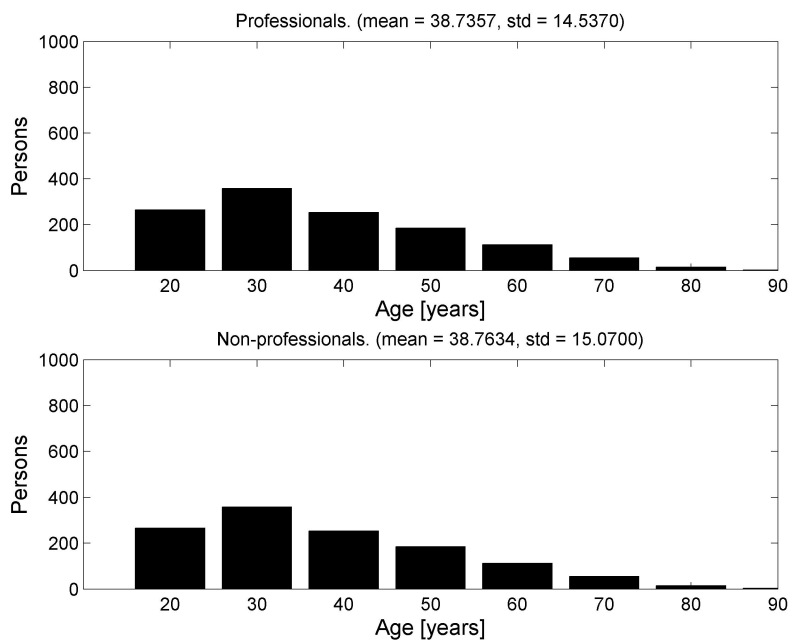 Professionals. (mean = 38.7357, std = 14.5370)
1000
800
600
400
200
0
Persons
20 30 40 50 60 70 80 90
Age [years]
Non-professionals. (mean = 38.7634, std = 15.0700)
1000
800
600
400
200
0
Persons
20 30 40 50 60 70 80 90
Age [years]